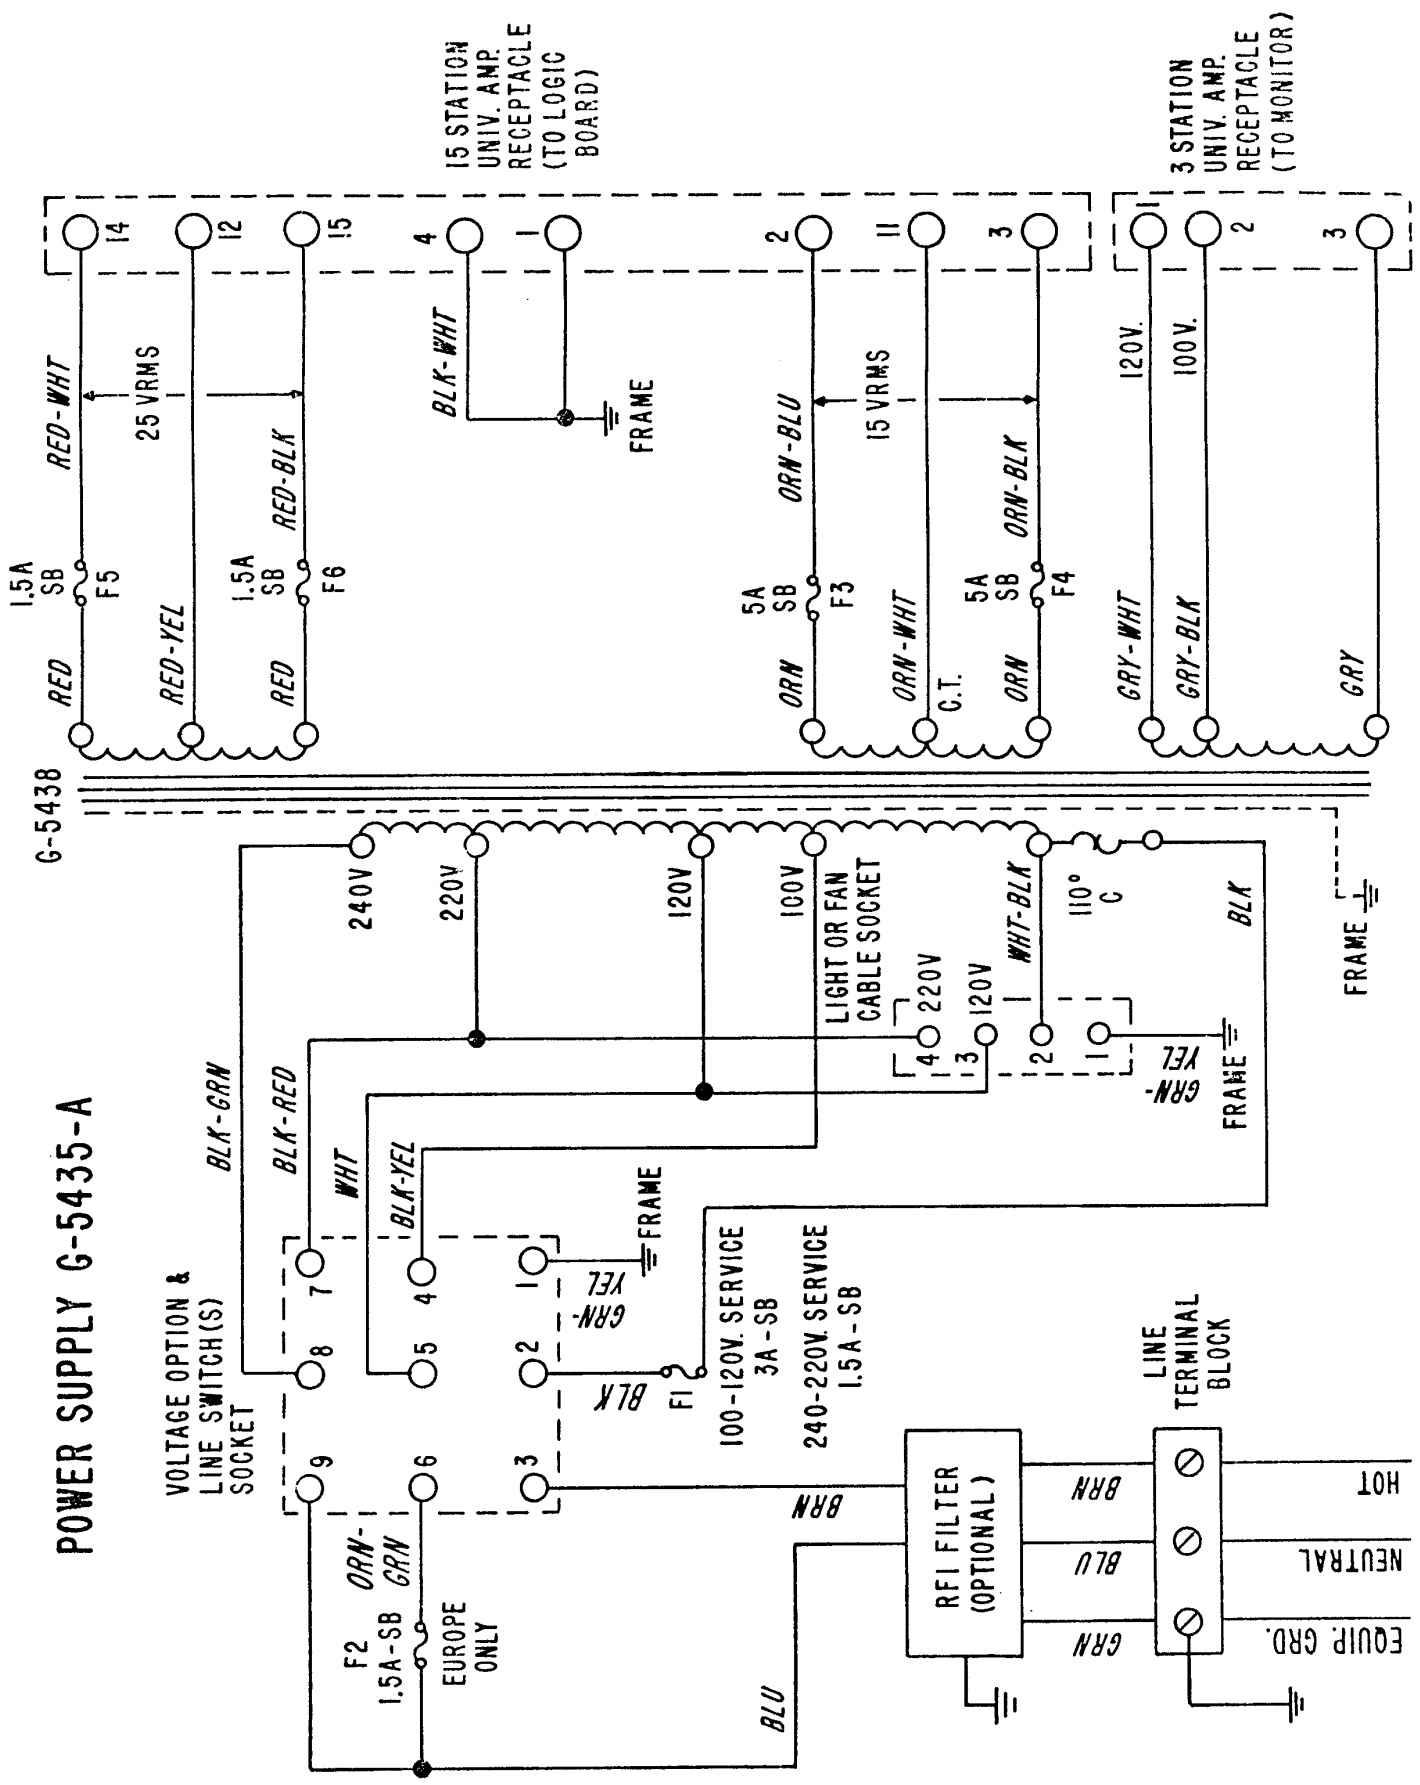 POWER SUPPLY G-5435-A
G-5438
VOLTAGE OPTION &
LINE SWITCH(S)
SOCKET
9
8
7
6
5
4
3
2
1
BLK-GRN
BLK-RED
WHT
BLK-YEL
GRN-
YEL
FRAME
F2
1.5A-SB
ORN-
GRN
EUROPE
ONLY
BLK
F1
100-120V. SERVICE
3A-SB
240-220V. SERVICE
1.5A-SB
BRN
BLU
RFI FILTER
(OPTIONAL)
BRN
BLU
GRN
LINE
TERMINAL
BLOCK
HOT
NEUTRAL
EQUIP. GRD.
240V
220V
120V
100V
LIGHT OR FAN
CABLE SOCKET
4
220V
3
120V
2
1
WHT-BLK
110°
C
BLK
GRN-
YEL
FRAME
FRAME
RED
1.5A
SB
F5
RED-WHT
14
RED-YEL
12
25 VRMS
RED
1.5A
SB
F6
RED-BLK
15
BLK-WHT
4
1
FRAME
15 STATION
UNIV. AMP.
RECEPTACLE
(TO LOGIC
BOARD)
ORN
5A
SB
F3
ORN-BLU
2
ORN-WHT
C.T.
15 VRMS
11
ORN
5A
SB
F4
ORN-BLK
3
GRY-WHT
120V.
1
GRY-BLK
100V.
2
GRY
3
3 STATION
UNIV. AMP.
RECEPTACLE
(TO MONITOR)